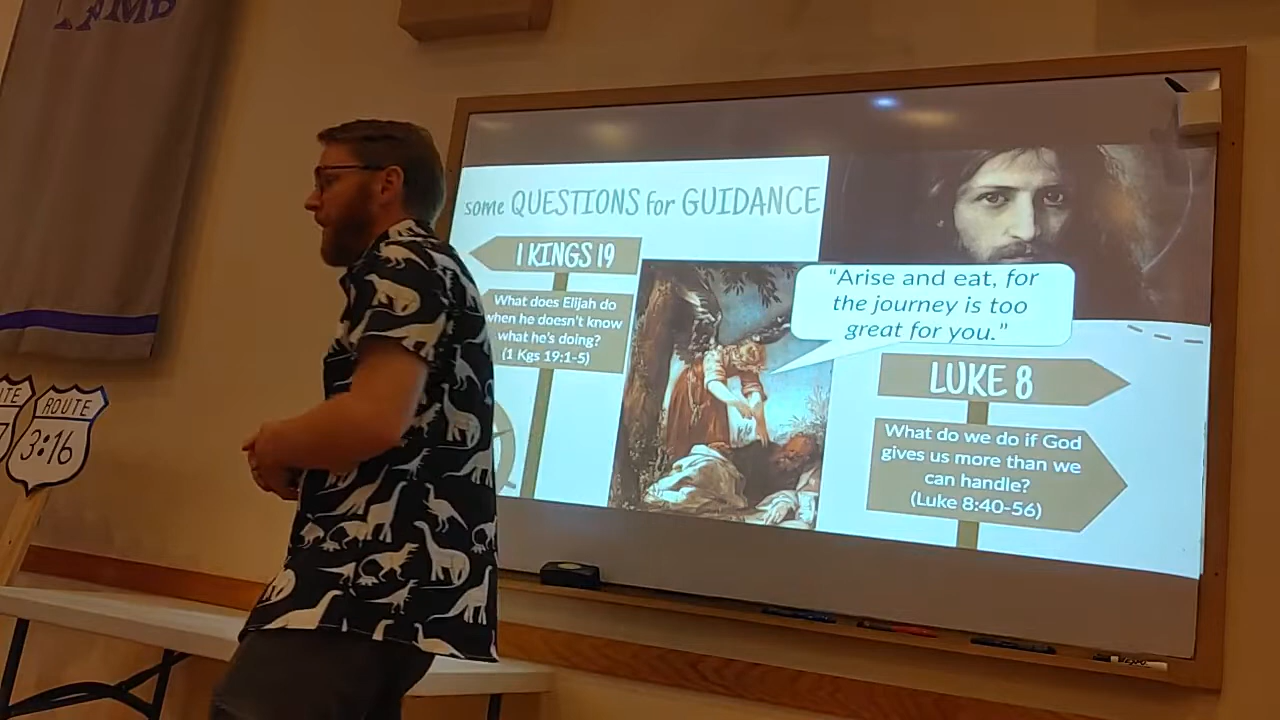 some QUESTIONS for GUIDANCE
1 KINGS 19
What does Elijah do
when he doesn't know
what he's doing?
(1 Kgs 19:1-5)
"Arise and eat, for
the journey is too
great for you."
LUKE 8
What do we do if God
gives us more than we
can handle?
(Luke 8:40-56)
ROUTE
3:16